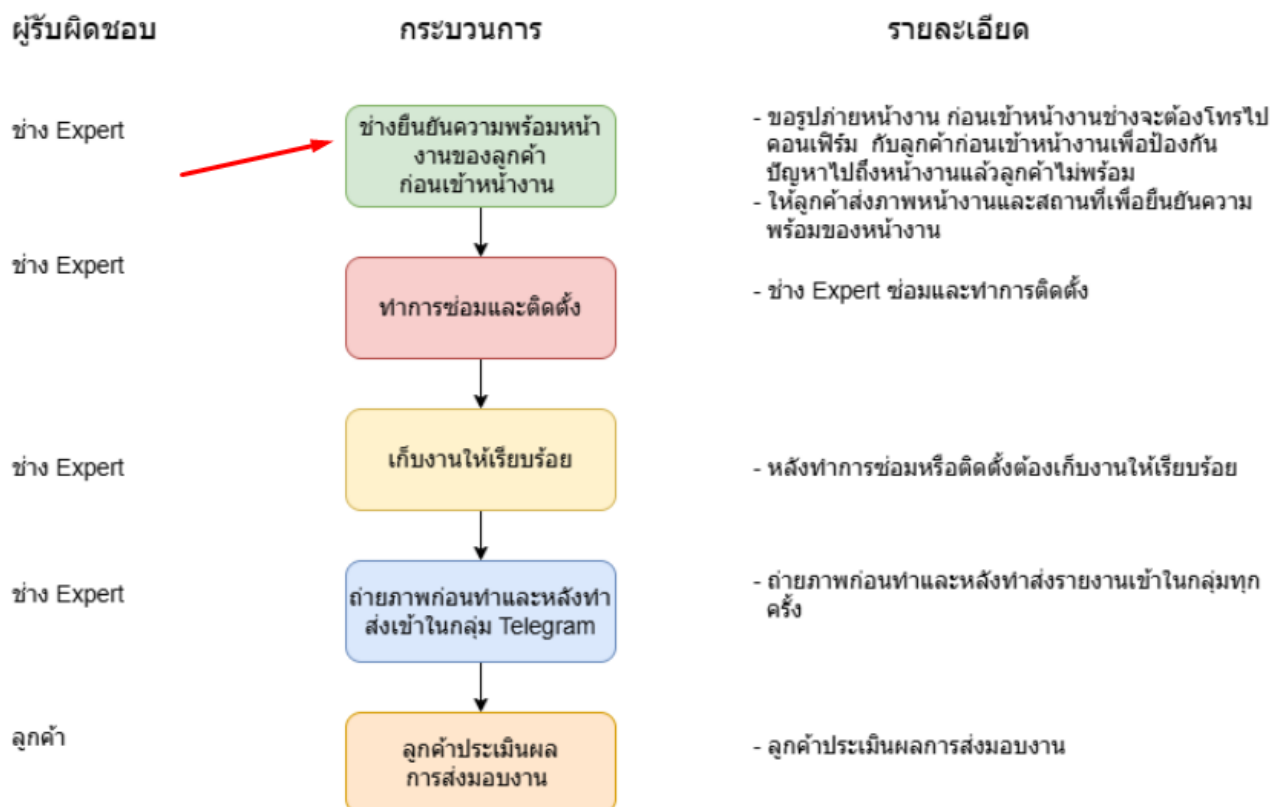 ผู้รับผิดชอบ
กระบวนการ
รายละเอียด
ช่าง Expert
ช่างยืนยันความพร้อมหน้า
งานของลูกค้า
ก่อนเข้าหน้างาน
- ขอรูปภ่ายหน้างาน ก่อนเข้าหน้างานช่างจะต้องโทรไป
คอนเฟิร์ม กับลูกค้าก่อนเข้าหน้างานเพื่อป้องกัน
ปัญหาไปถึงหน้างานแล้วลูกค้าไม่พร้อม
- ให้ลูกค้าส่งภาพหน้างานและสถานที่เพื่อยืนยันความ
พร้อมของหน้างาน
ช่าง Expert
ทำการซ่อมและติดตั้ง
- ช่าง Expert ซ่อมและทำการติดตั้ง
ช่าง Expert
เก็บงานให้เรียบร้อย
- หลังทำการซ่อมหรือติดตั้งต้องเก็บงานให้เรียบร้อย
ช่าง Expert
ถ่ายภาพก่อนทำและหลังทำ
ส่งเข้าในกลุ่ม Telegram
- ถ่ายภาพก่อนทำและหลังทำส่งรายงานเข้าในกลุ่มทุก
ครั้ง
ลูกค้า
ลูกค้าประเมินผล
การส่งมอบงาน
- ลูกค้าประเมินผลการส่งมอบงาน